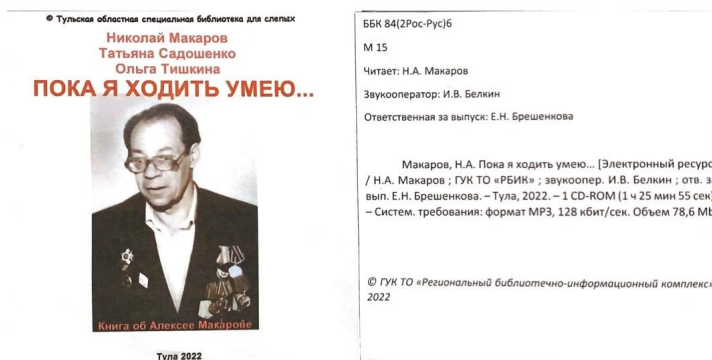 © Тульская областная специальная библиотека для слепых
Николай Макаров
Татьяна Садошенко
Ольга Тишкина
ПОКА Я ХОДИТЬ УМЕЮ...
Книга об Алексее Макарове
Тула 2022
ББК 84(2Рос-Рус)6
М 15
Читает: Н.А. Макаров
Звукооператор: И.В. Белкин
Ответственная за выпуск: Е.Н. Брешенкова
Макаров, Н.А. Пока я ходить умею... [Электронный ресурс
/ Н.А. Макаров ; ГУК ТО «РБИК» ; звукоопер. И.В. Белкин ; отв. з
вып. Е.Н. Брешенкова. – Тула, 2022. – 1 CD-ROM (1 ч 25 мин 55 сек)
– Систем. требования: формат MP3, 128 кбит/сек. Объем 78,6 Mb
© ГУК ТО «Региональный библиотечно-информационный комплекс»
2022